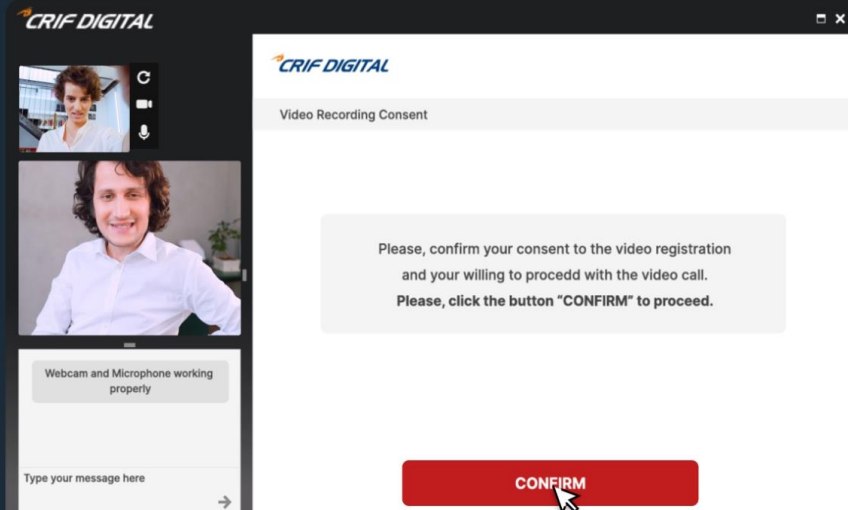 CRIF DIGITAL
CRIF DIGITAL
Video Recording Consent
Please, confirm your consent to the video registration
and your willing to procedd with the video call.
Please, click the button “CONFIRM” to proceed.
Webcam and Microphone working
properly
Type your message here
CONFIRM